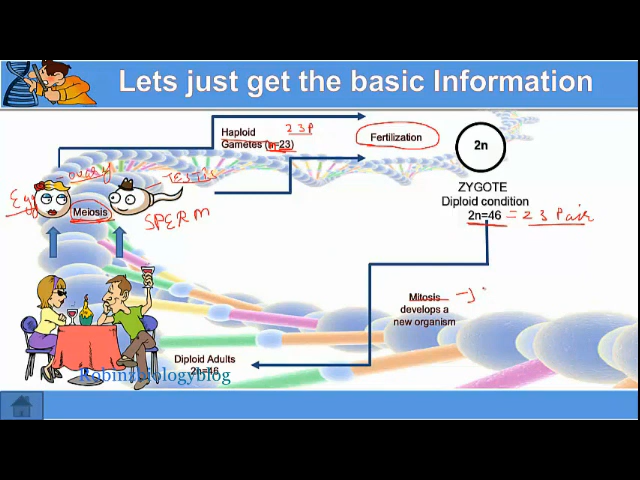 Lets just get the basic Information
Haploid 23P
Gametes (n=23)
Fertilization
2n
ovary
TESTIS
Egg
Meiosis
SPERM
ZYGOTE
Diploid condition
2n=46 = 23 Pair
Mitosis
develops a
new organism
Diploid Adults
2n=46
Robinzbiologyblog